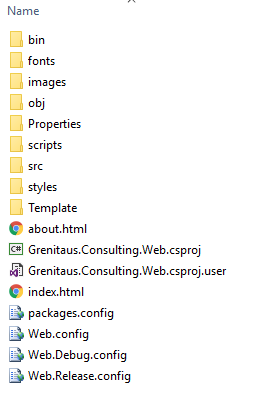 Name
bin
fonts
images
obj
Properties
scripts
src
styles
Template
about.html
Grenitaus.Consulting.Web.csproj
Grenitaus.Consulting.Web.csproj.user
index.html
packages.config
Web.config
Web.Debug.config
Web.Release.config